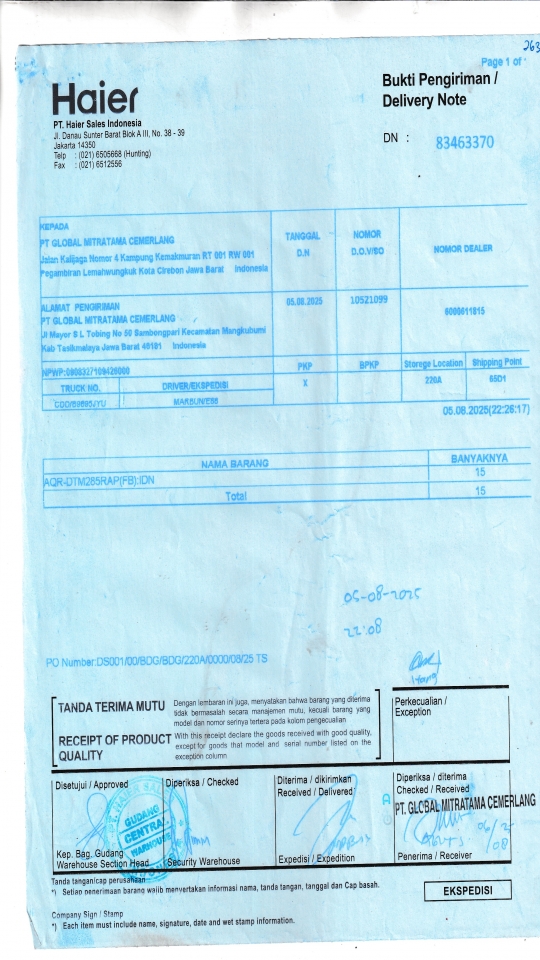 263
Page 1 of
Haier
Bukti Pengiriman /
Delivery Note
PT. Haier Sales Indonesia
Jl. Danau Sunter Barat Blok A III, No. 38 - 39
Jakarta 14350
Telp : (021) 6505668 (Hunting)
Fax : (021) 6512556
DN : 83463370
KEPADA
PT GLOBAL MITRATAMA CEMERLANG
Jalan Kalijaga Nomor 4 Kampung Kemakmuran RT 001 RW 001
Pegambiran Lemahwungkuk Kota Cirebon Jawa Barat Indonesia
TANGGAL
D.N
NOMOR
D.O.V/SO
NOMOR DEALER
ALAMAT PENGIRIMAN
PT GLOBAL MITRATAMA CEMERLANG
Jl Mayor S L Tobing No 50 Sambongpari Kecamatan Mangkubumi
Kab Tasikmalaya Jawa Barat 46181 Indonesia
05.08.2025
10521099
6000011815
PKP
BPKP
Storege Location
Shipping Point
TRUCK NO.
DRIVER/EKSPEDISI
X
220A
65D1
05.08.2025(22:26:17)
NAMA BARANG
BANYAKNYA
AQR-DTM285RAP(FB):IDN
15
Total
15
05-08-2025
22:08
PO Number:DS001/00/BDG/BDG/220A/0000/08/25 TS
TANDA TERIMA MUTU
Dengan lembaran ini juga, menyatakan bahwa barang yang diterima
tidak bermasalah secara manajemen mutu, kecuali barang yang
model dan nomor serinya tertera pada kolom pengecualian
RECEIPT OF PRODUCT
QUALITY
With this receipt declare the goods received with good quality,
except for goods that model and serial number listed on the
exception column
Perkecualian /
Exception
Disetujui / Approved
Diperiksa / Checked
Diterima / dikirimkan
Received / Delivered
Diperiksa / diterima
Checked / Received
PT. GLOBAL MITRATAMA CEMERLANG
GUDANG
CENTRAL
WAREHOUSE
06/25
08
Kep. Bag. Gudang
Warehouse Section Head
Security Warehouse
Expedisi / Expedition
Penerima / Receiver
Tanda tangan/cap perusahaan
*) Setiap penerimaan barang wajib menyertakan informasi nama, tanda tangan, tanggal dan Cap basah.
EKSPEDISI
Company Sign / Stamp
*) Each item must include name, signature, date and wet stamp information.